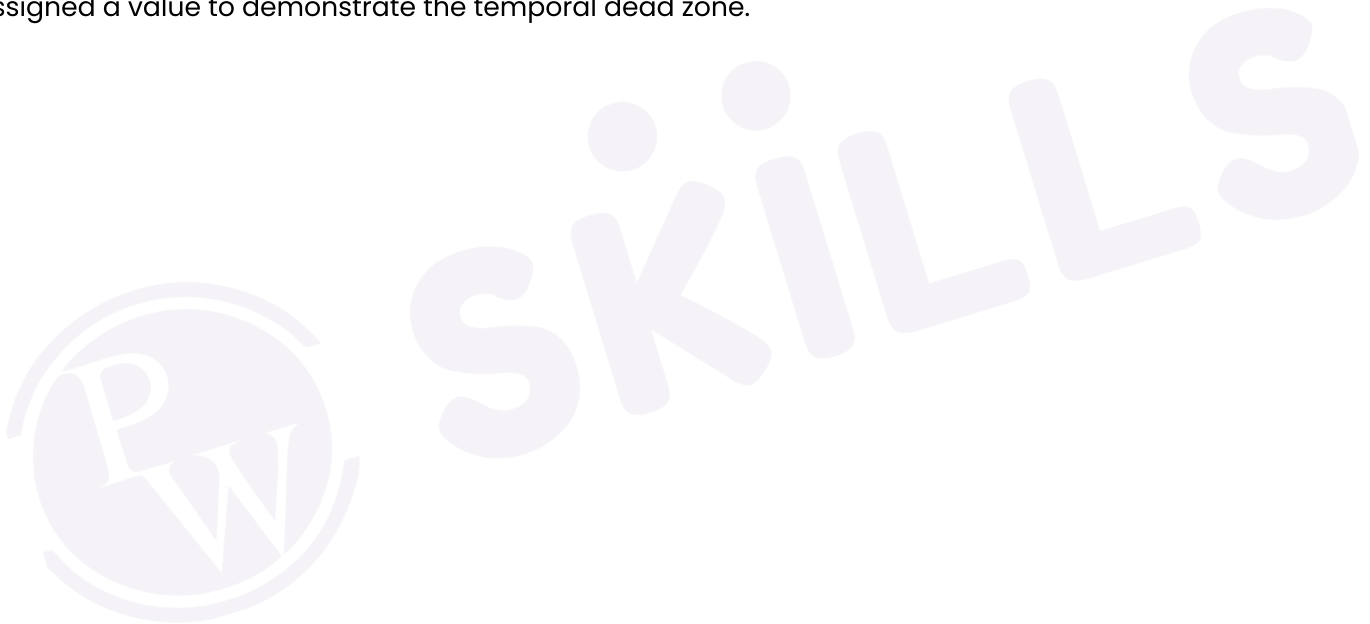 ssigned a value to demonstrate the temporal dead zone.
SKiLLS
PW